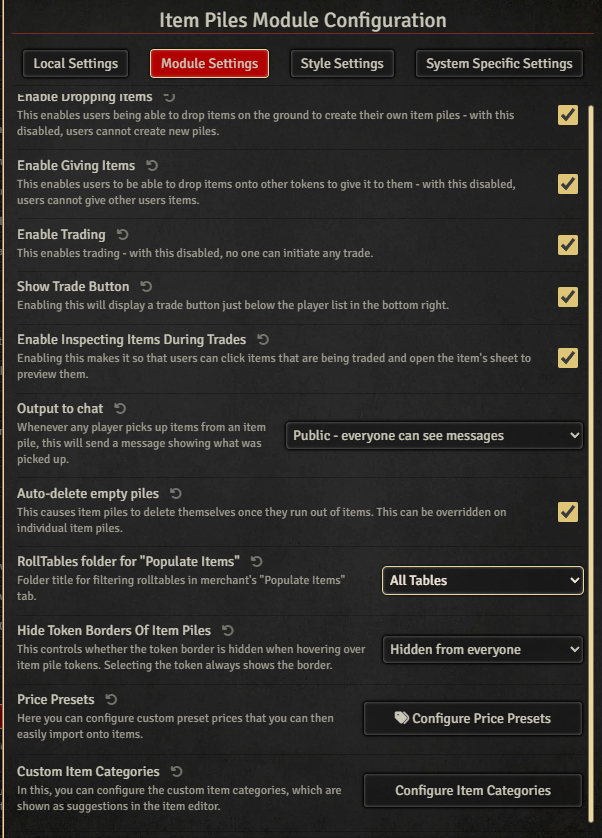 Item Piles Module Configuration
Local Settings
Module Settings
Style Settings
System Specific Settings
Enable Dropping Items
This enables users being able to drop items on the ground to create their own item piles - with this
disabled, users cannot create new piles.
Enable Giving Items
This enables users to be able to drop items onto other tokens to give it to them - with this disabled,
users cannot give other users items.
Enable Trading
This enables trading - with this disabled, no one can initiate any trade.
Show Trade Button
Enabling this will display a trade button just below the player list in the bottom right.
Enable Inspecting Items During Trades
Enabling this makes it so that users can click items that are being traded and open the item's sheet to
preview them.
Output to chat
Whenever any player picks up items from an item
pile, this will send a message showing what was
picked up.
Public - everyone can see messages
Auto-delete empty piles
This causes item piles to delete themselves once they run out of items. This can be overridden on
individual item piles.
RollTables folder for "Populate Items"
Folder title for filtering rolltables in merchant's "Populate Items"
tab.
All Tables
Hide Token Borders Of Item Piles
This controls whether the token border is hidden when hovering over
item pile tokens. Selecting the token always shows the border.
Hidden from everyone
Price Presets
Here you can configure custom preset prices that you can then
easily import onto items.
Configure Price Presets
Custom Item Categories
In this, you can configure the custom item categories, which are
shown as suggestions in the item editor.
Configure Item Categories